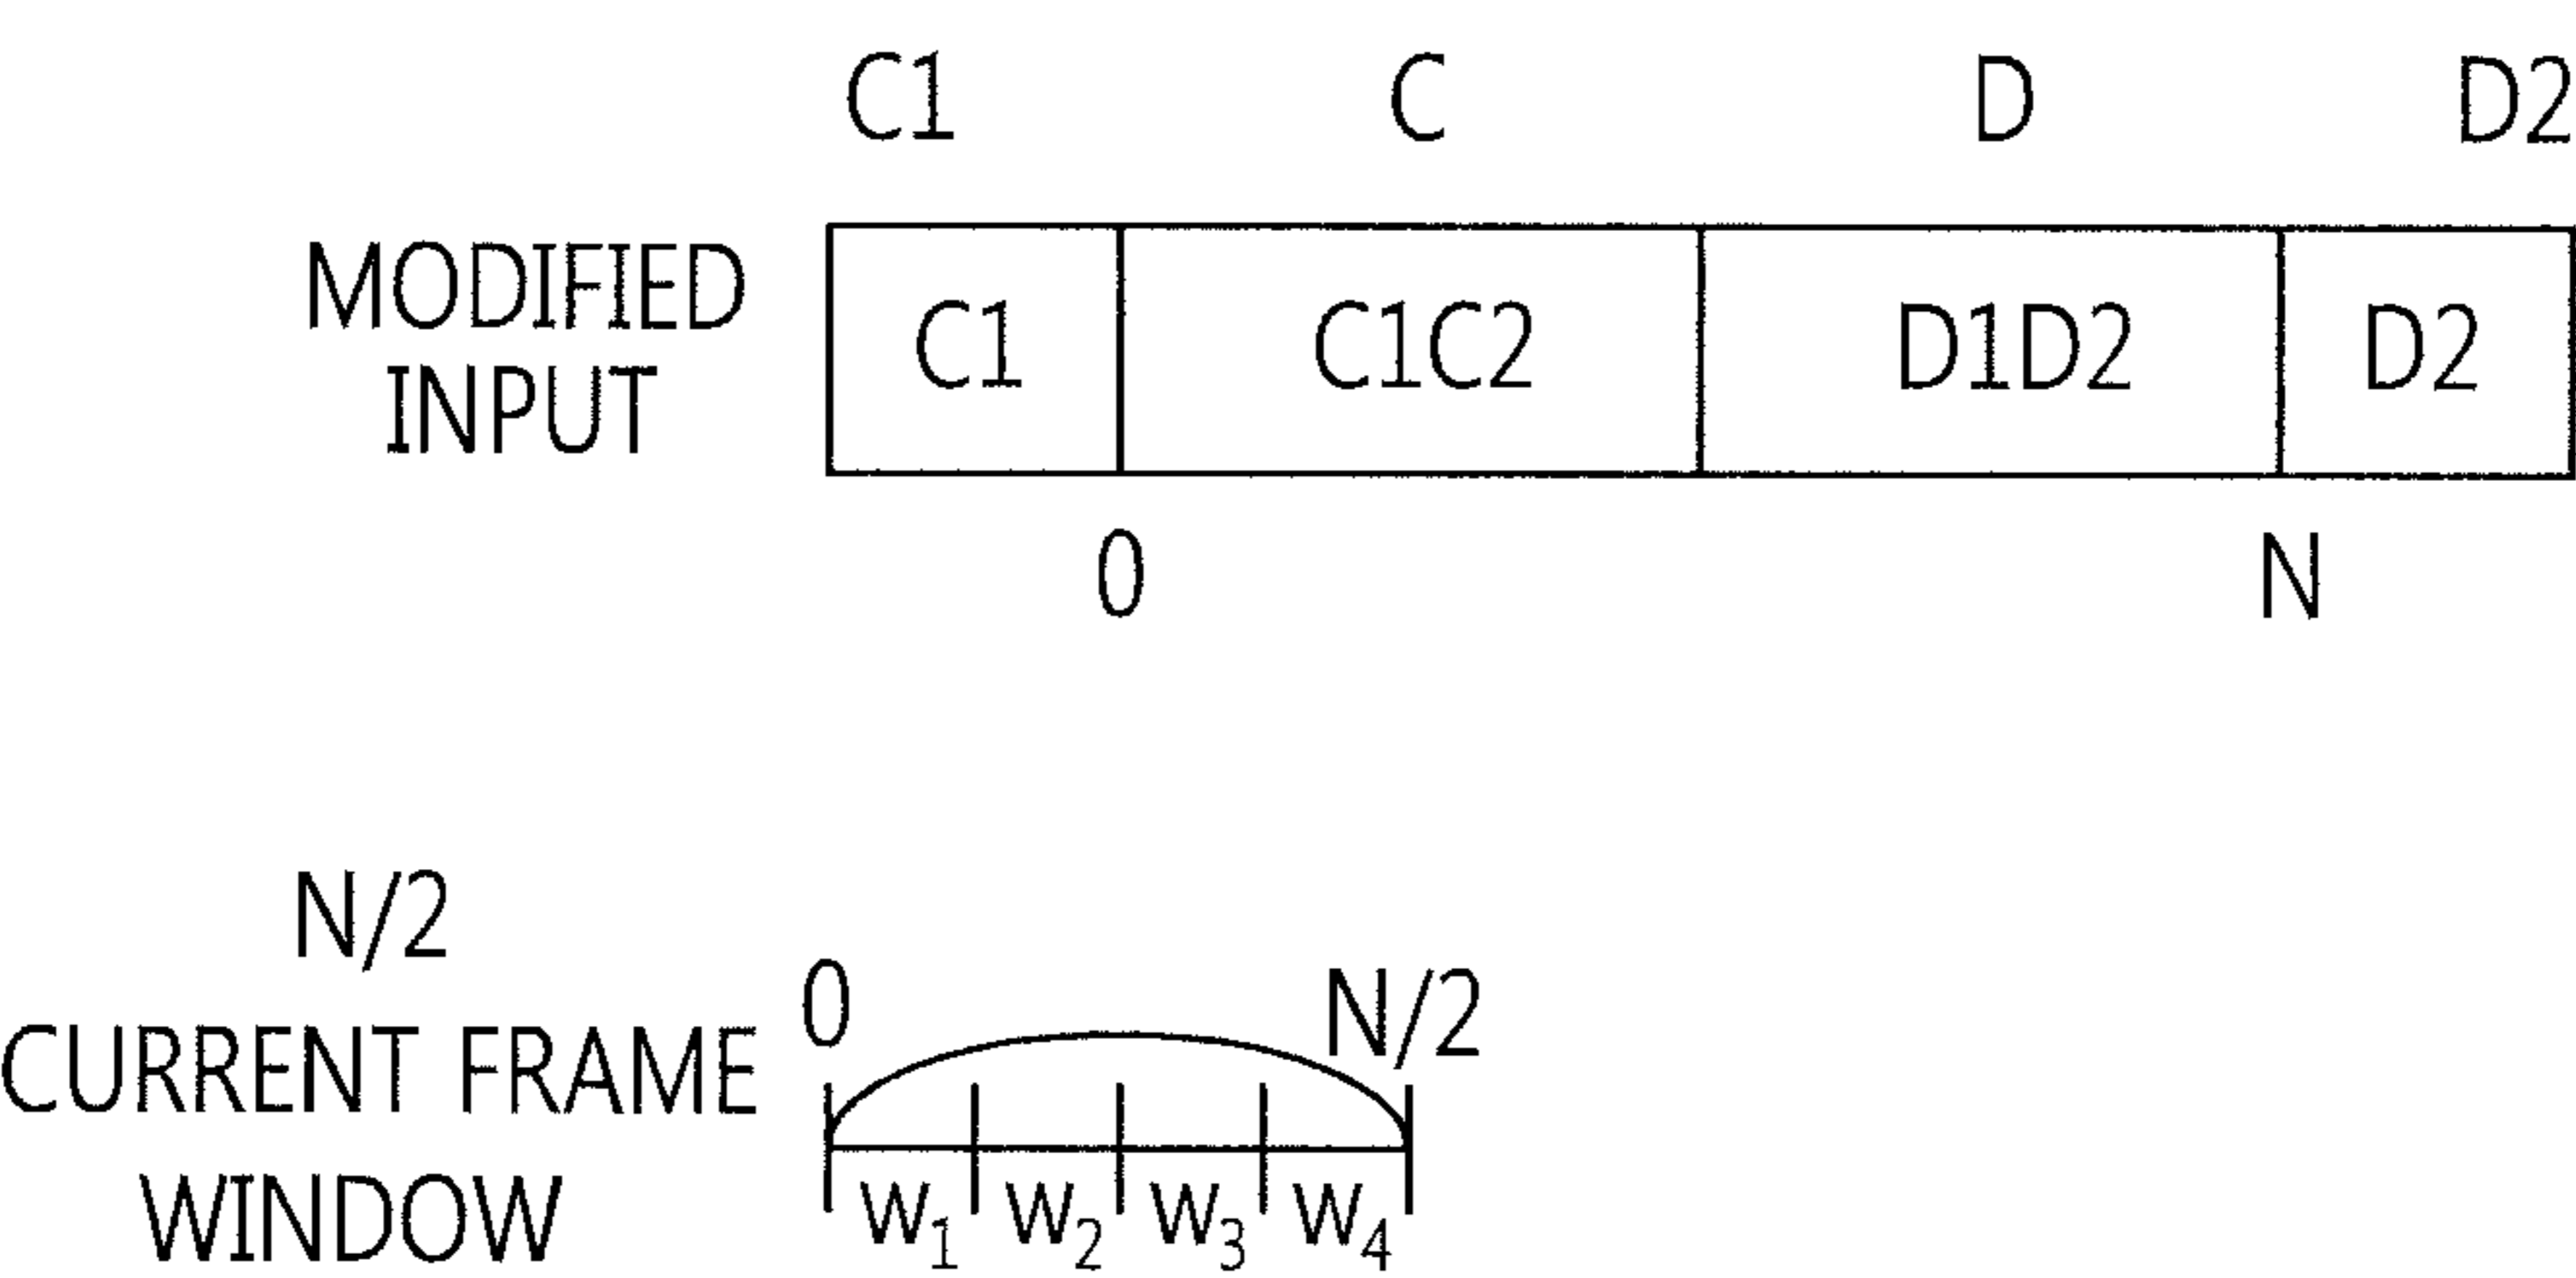 C1 C D D2
MODIFIED
INPUT
C1 C1C2 D1D2 D2
0 N
N/2
CURRENT FRAME
WINDOW
0 N/2
W1 W2 W3 W4